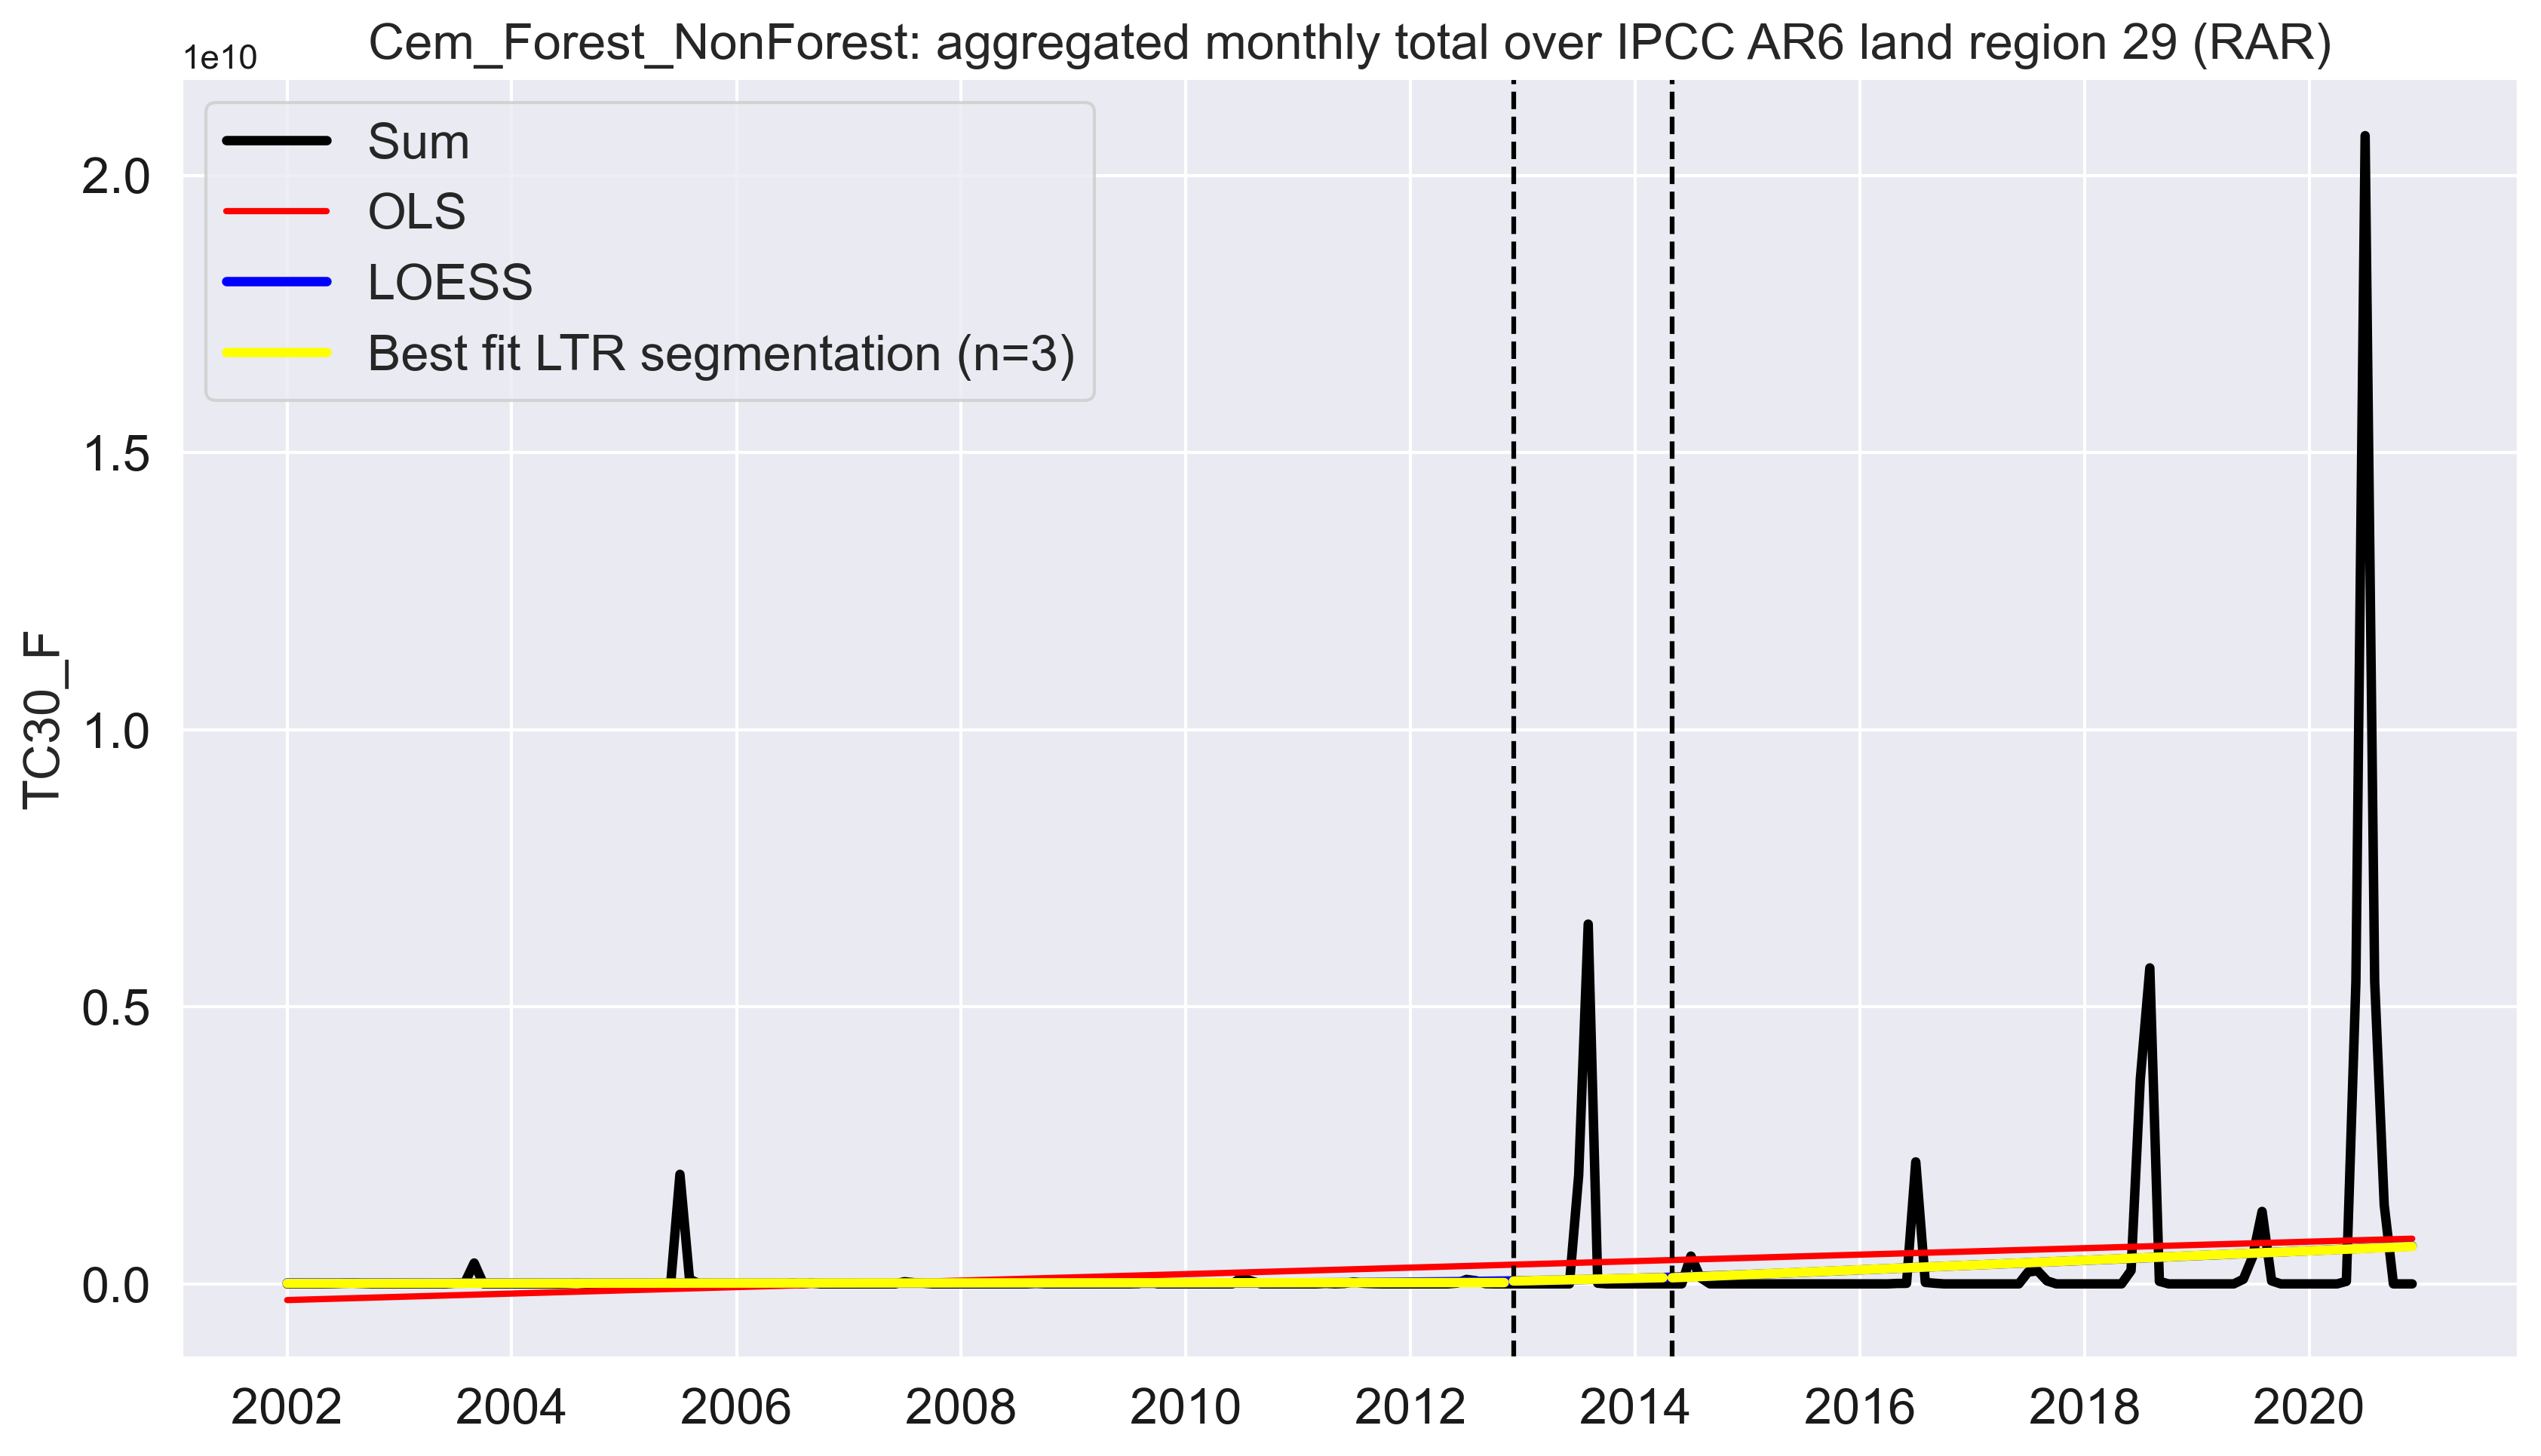 Cem_Forest_NonForest: aggregated monthly total over IPCC AR6 land region 29 (RAR)
1e10
Sum
OLS
LOESS
Best fit LTR segmentation (n=3)
2.0
1.5
1.0
0.5
0.0
TC30_F
2002 2004 2006 2008 2010 2012 2014 2016 2018 2020